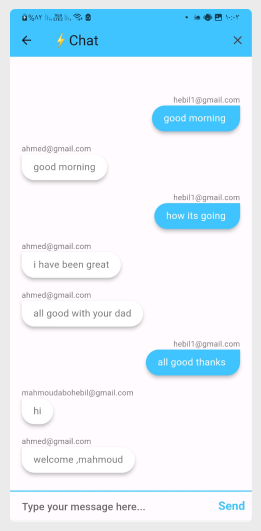 ⚡Chat
hebil1@gmail.com
good morning
ahmed@gmail.com
good morning
hebil1@gmail.com
how its going
ahmed@gmail.com
i have been great
ahmed@gmail.com
all good with your dad
hebil1@gmail.com
all good thanks
mahmoudabohebil@gmail.com
hi
ahmed@gmail.com
welcome ,mahmoud
Type your message here... Send